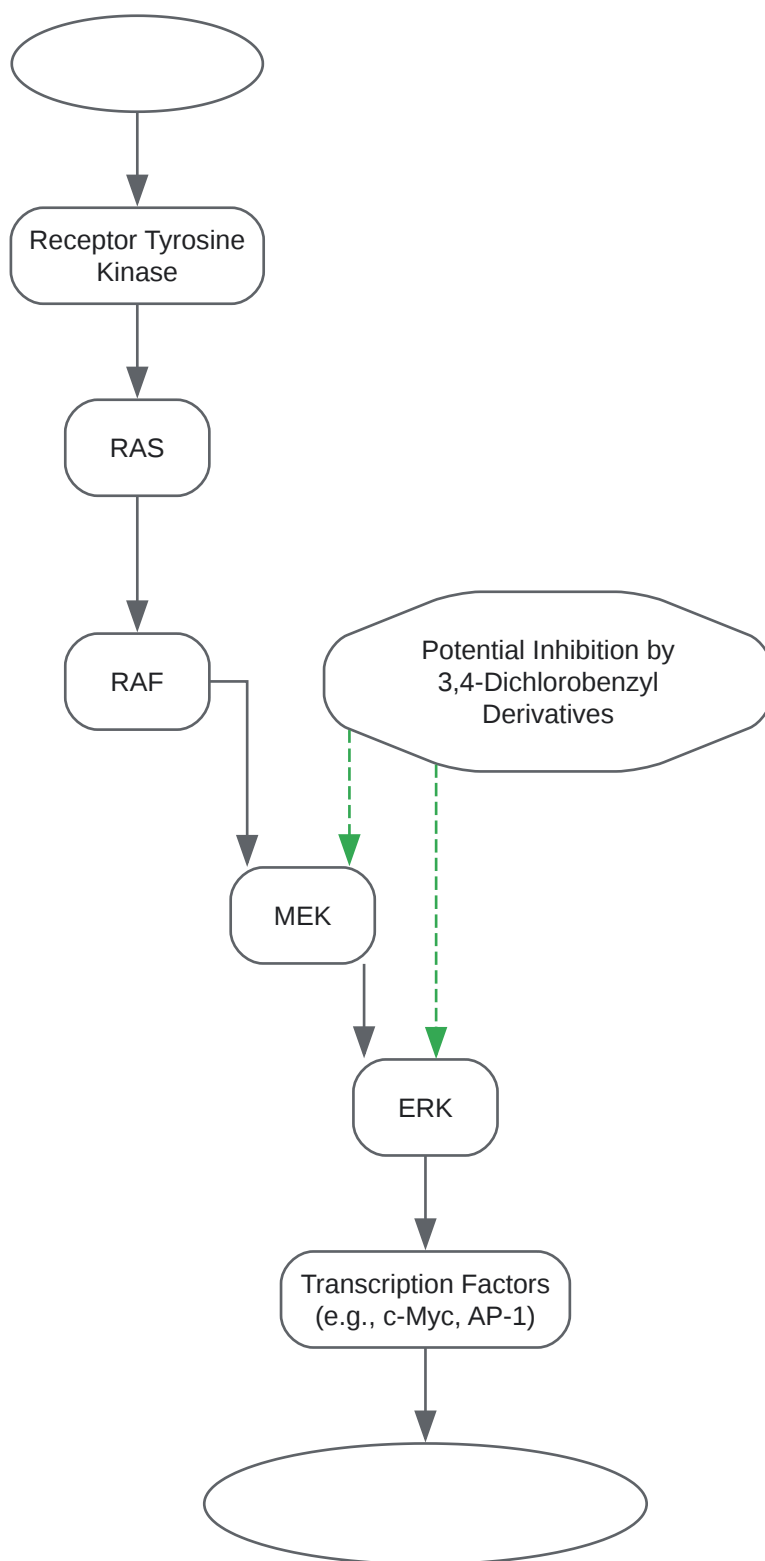 Receptor Tyrosine
Kinase
RAS
RAF
Potential Inhibition by
3,4-Dichlorobenzyl
Derivatives
MEK
ERK
Transcription Factors
(e.g., c-Myc, AP-1)